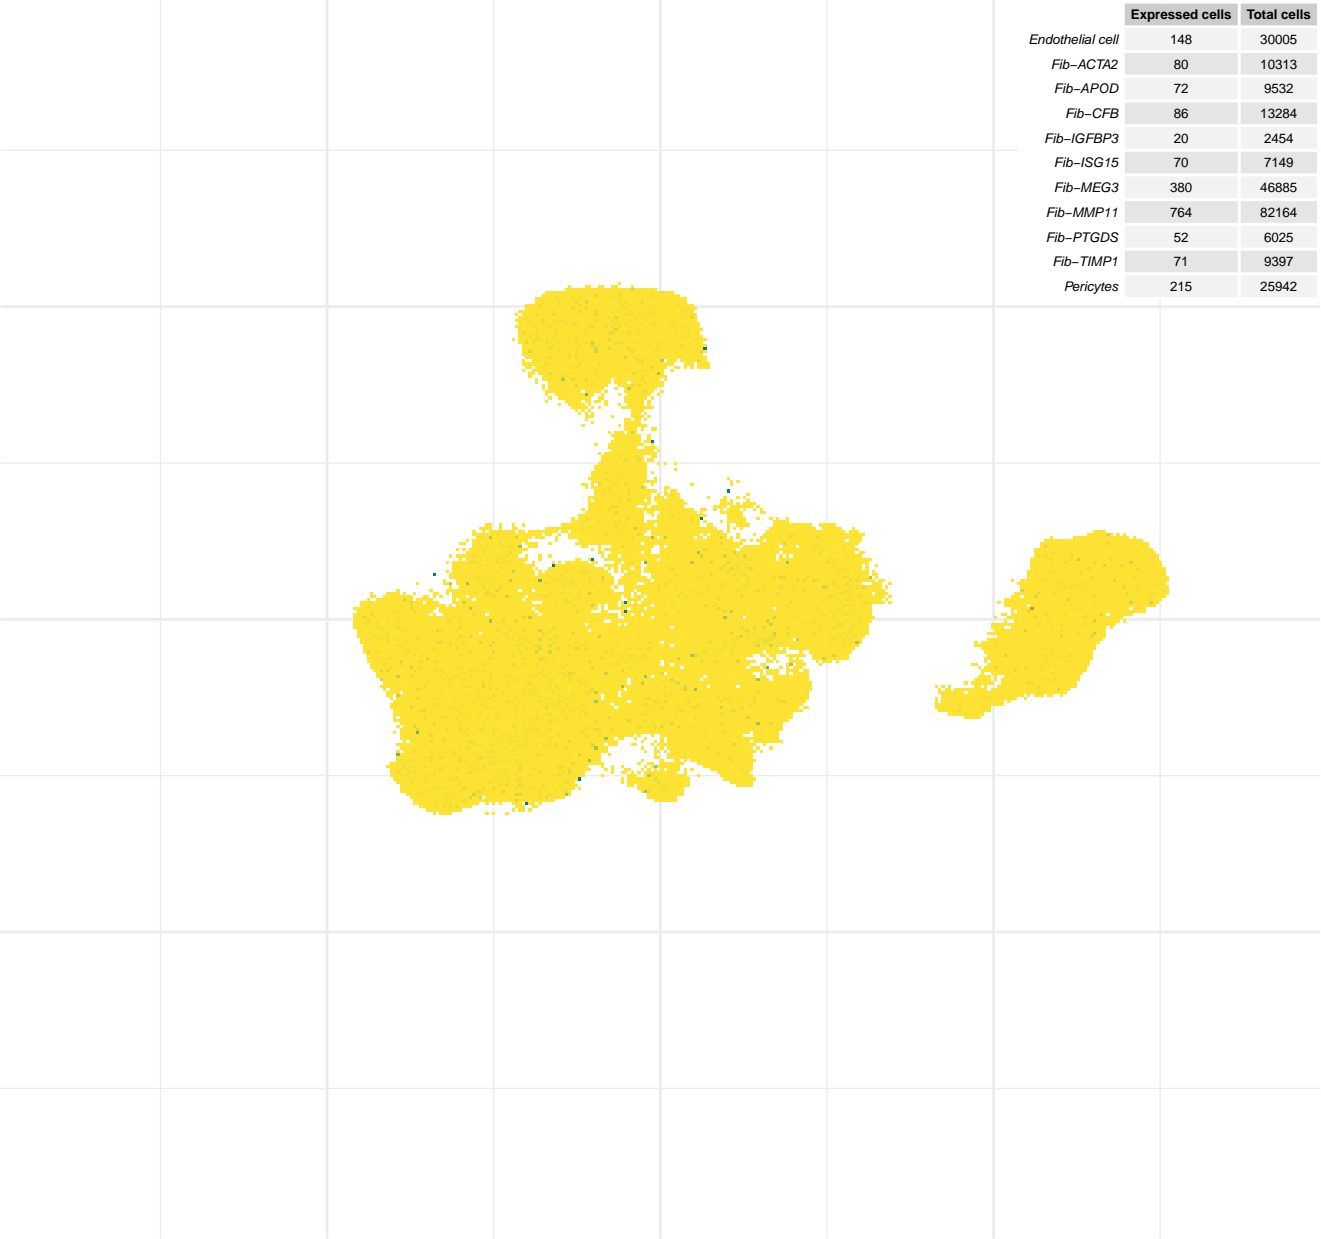 Expressed cells Total cells
Endothelial cell 148 30005
Fib−ACTA2 80 10313
Fib−APOD 72 9532
Fib−CFB 86 13284
Fib−IGFBP3 20 2454
Fib−ISG15 70 7149
Fib−MEG3 380 46885
Fib−MMP11 764 82164
Fib−PTGDS 52 6025
Fib−TIMP1 71 9397
Pericytes 215 25942